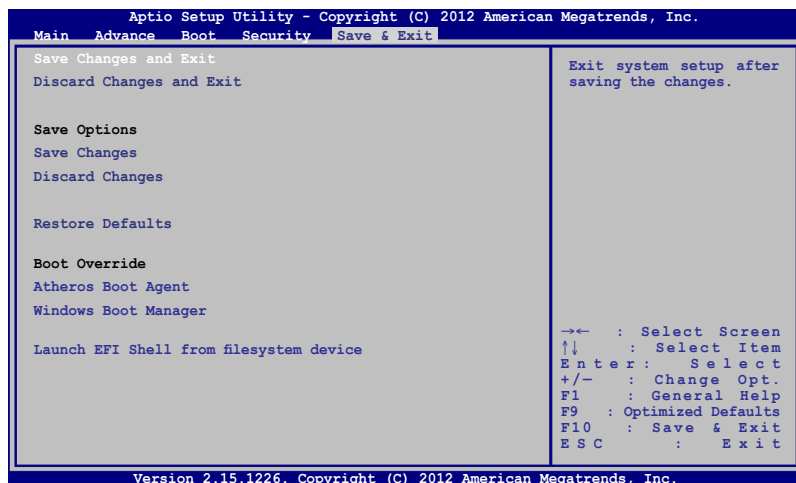 Aptio Setup Utility - Copyright (C) 2012 American Megatrends, Inc.
Main Advance Boot Security Save & Exit
Save Changes and Exit
Discard Changes and Exit
Save Options
Save Changes
Discard Changes
Restore Defaults
Boot Override
Atheros Boot Agent
Windows Boot Manager
Launch EFI Shell from filesystem device
Exit system setup after
saving the changes.
→← : Select Screen
↑↓ : Select Item
Enter: Select
+/— : Change Opt.
F1 : General Help
F9 : Optimized Defaults
F10 : Save & Exit
ESC : Exit
Version 2.15.1226. Copyright (C) 2012 American Megatrends, Inc.